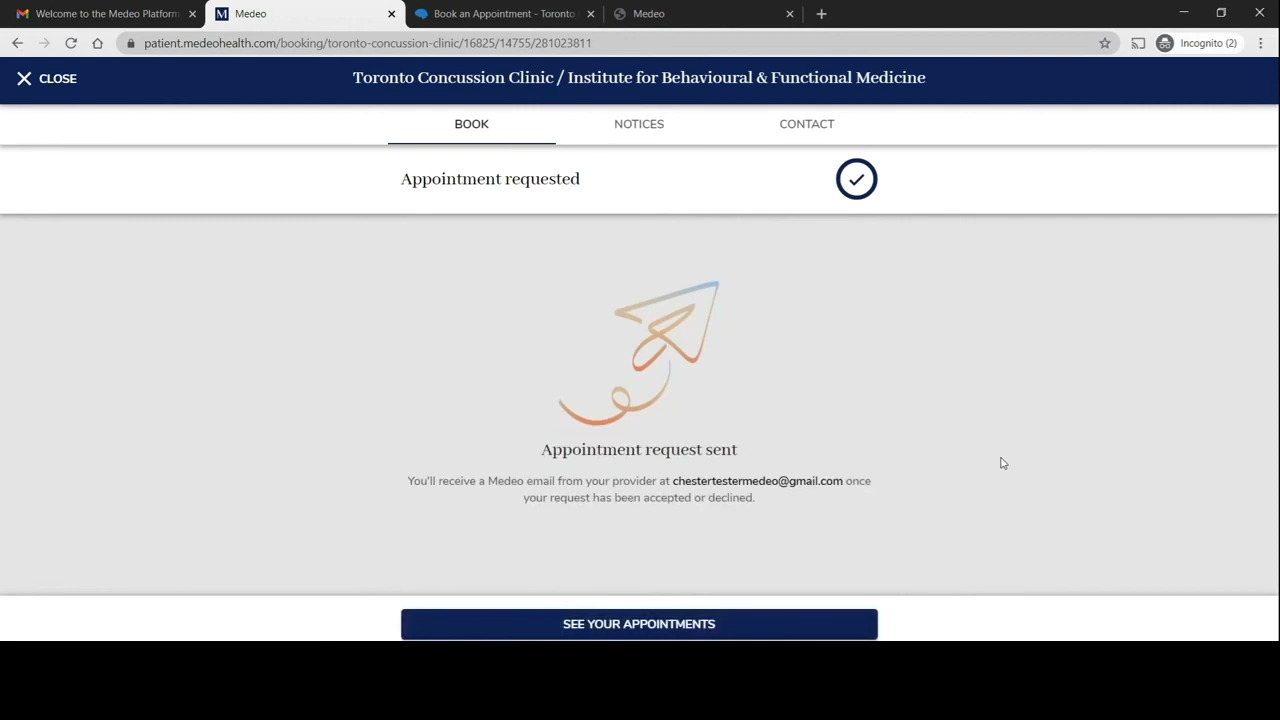 Welcome to the Medeo Platform
Medeo
Book an Appointment - Toronto
Medeo
patient.medeohealth.com/booking/toronto-concussion-clinic/16825/14755/281023811
Incognito (2)
CLOSE
Toronto Concussion Clinic / Institute for Behavioural & Functional Medicine
BOOK
NOTICES
CONTACT
Appointment requested
Appointment request sent
You'll receive a Medeo email from your provider at chestertestermedeo@gmail.com once
your request has been accepted or declined.
SEE YOUR APPOINTMENTS